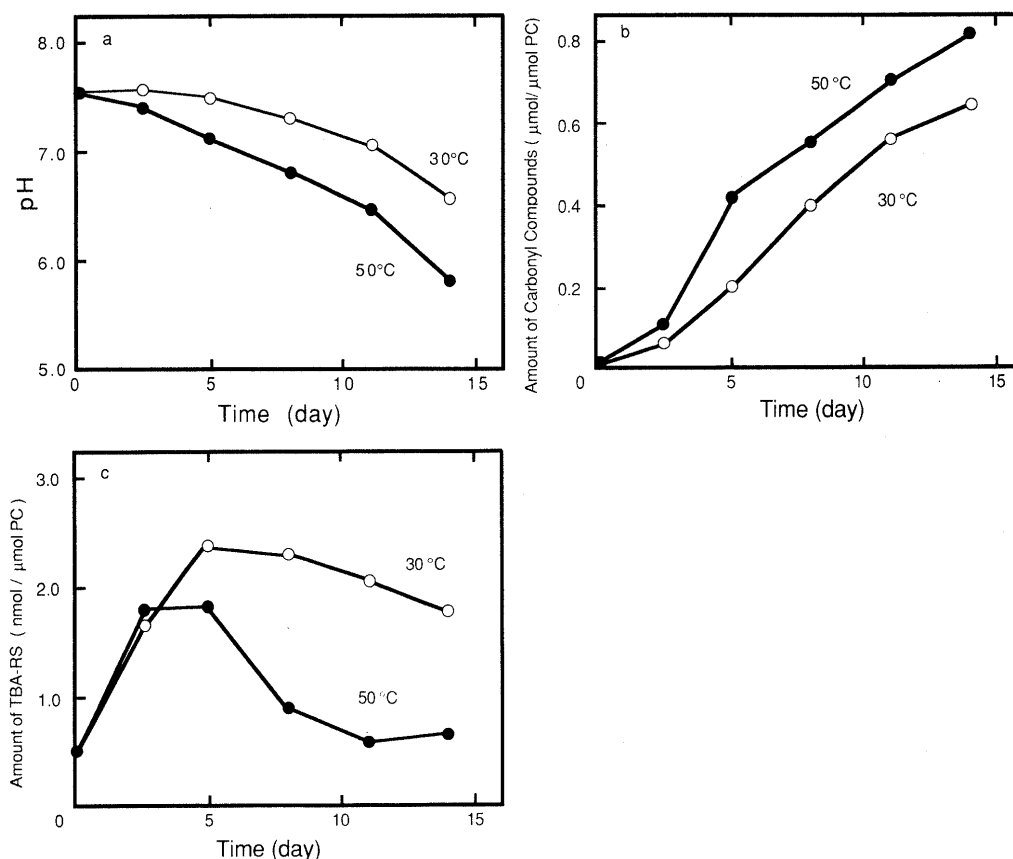 a
8.0
7.0
6.0
5.0
pH
30°C
50°C
0
5
10
15
Time (day)
b
0.8
0.6
0.4
0.2
Amount of Carbonyl Compounds ( μmol/ μmol PC)
50°C
30°C
0
5
10
15
Time (day)
c
3.0
2.0
1.0
Amount of TBA-RS ( nmol / μmol PC )
30°C
50°C
0
5
10
15
Time (day)